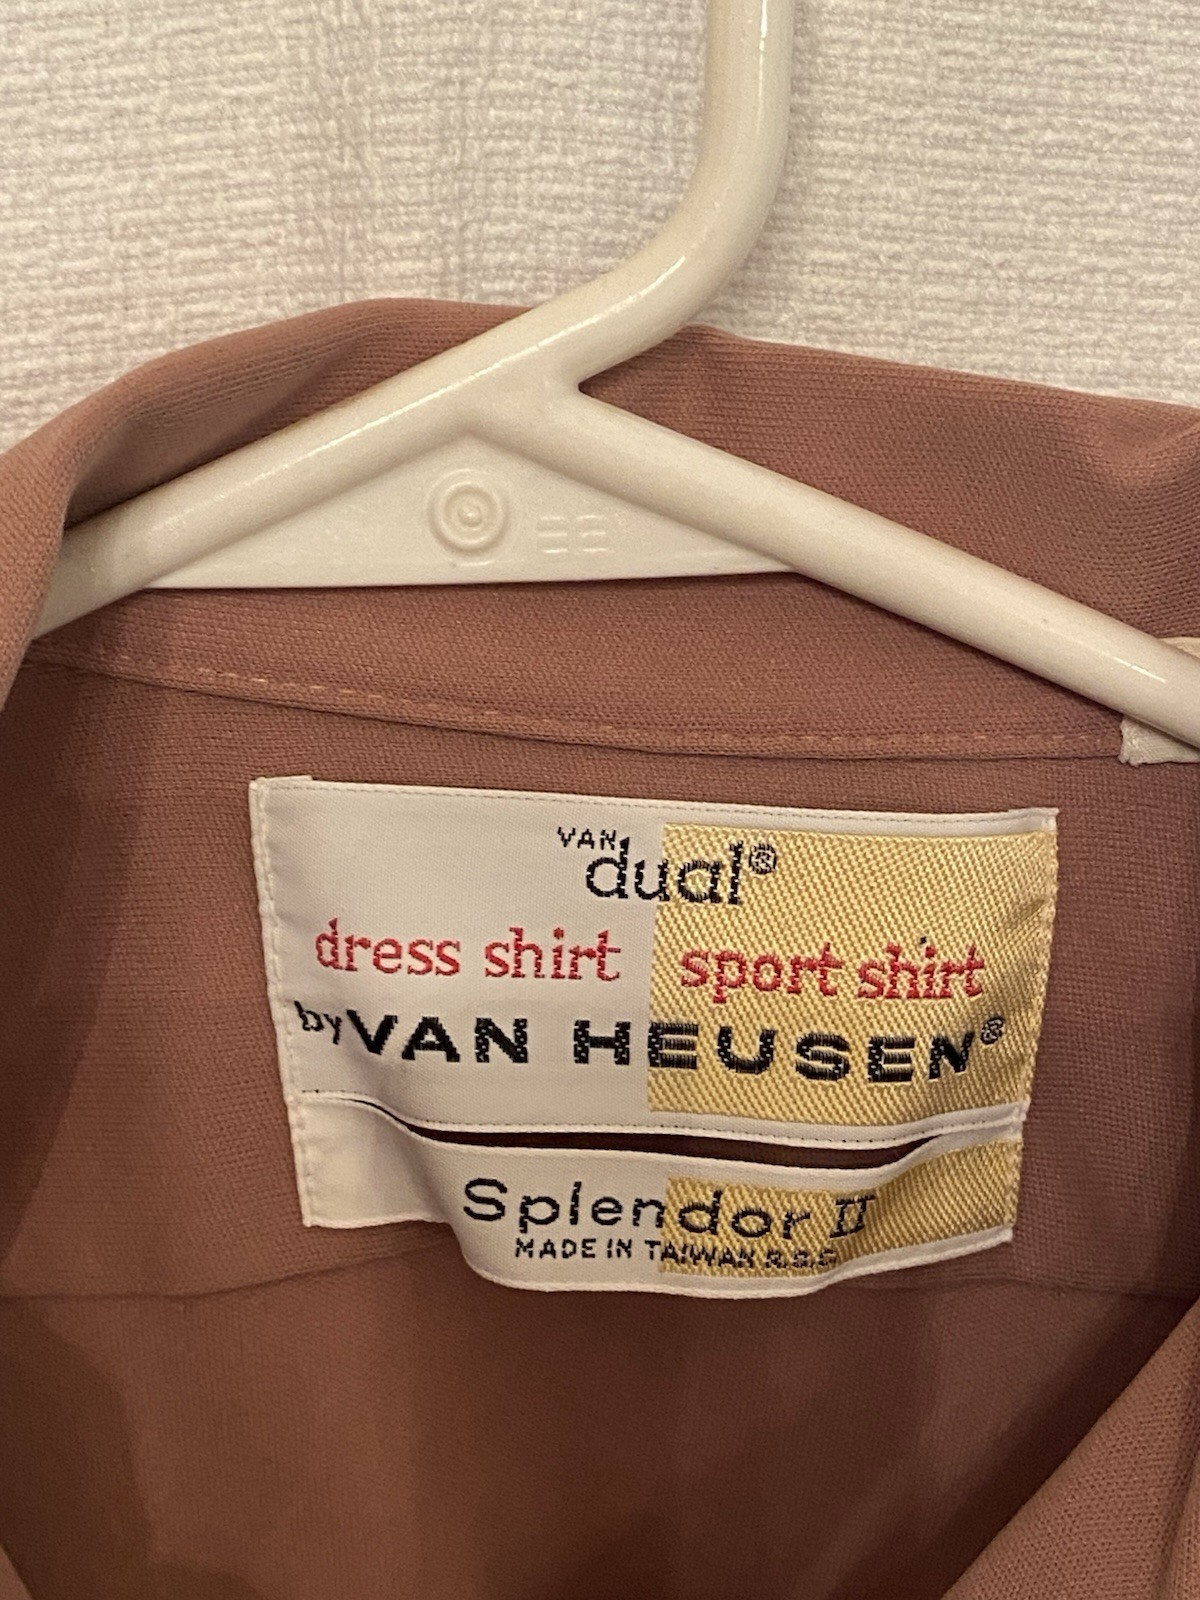 VAN
dual®
dress shirt sport shirt
by VAN HEUSEN®
Splendor II
MADE IN TAIWAN R.O.C